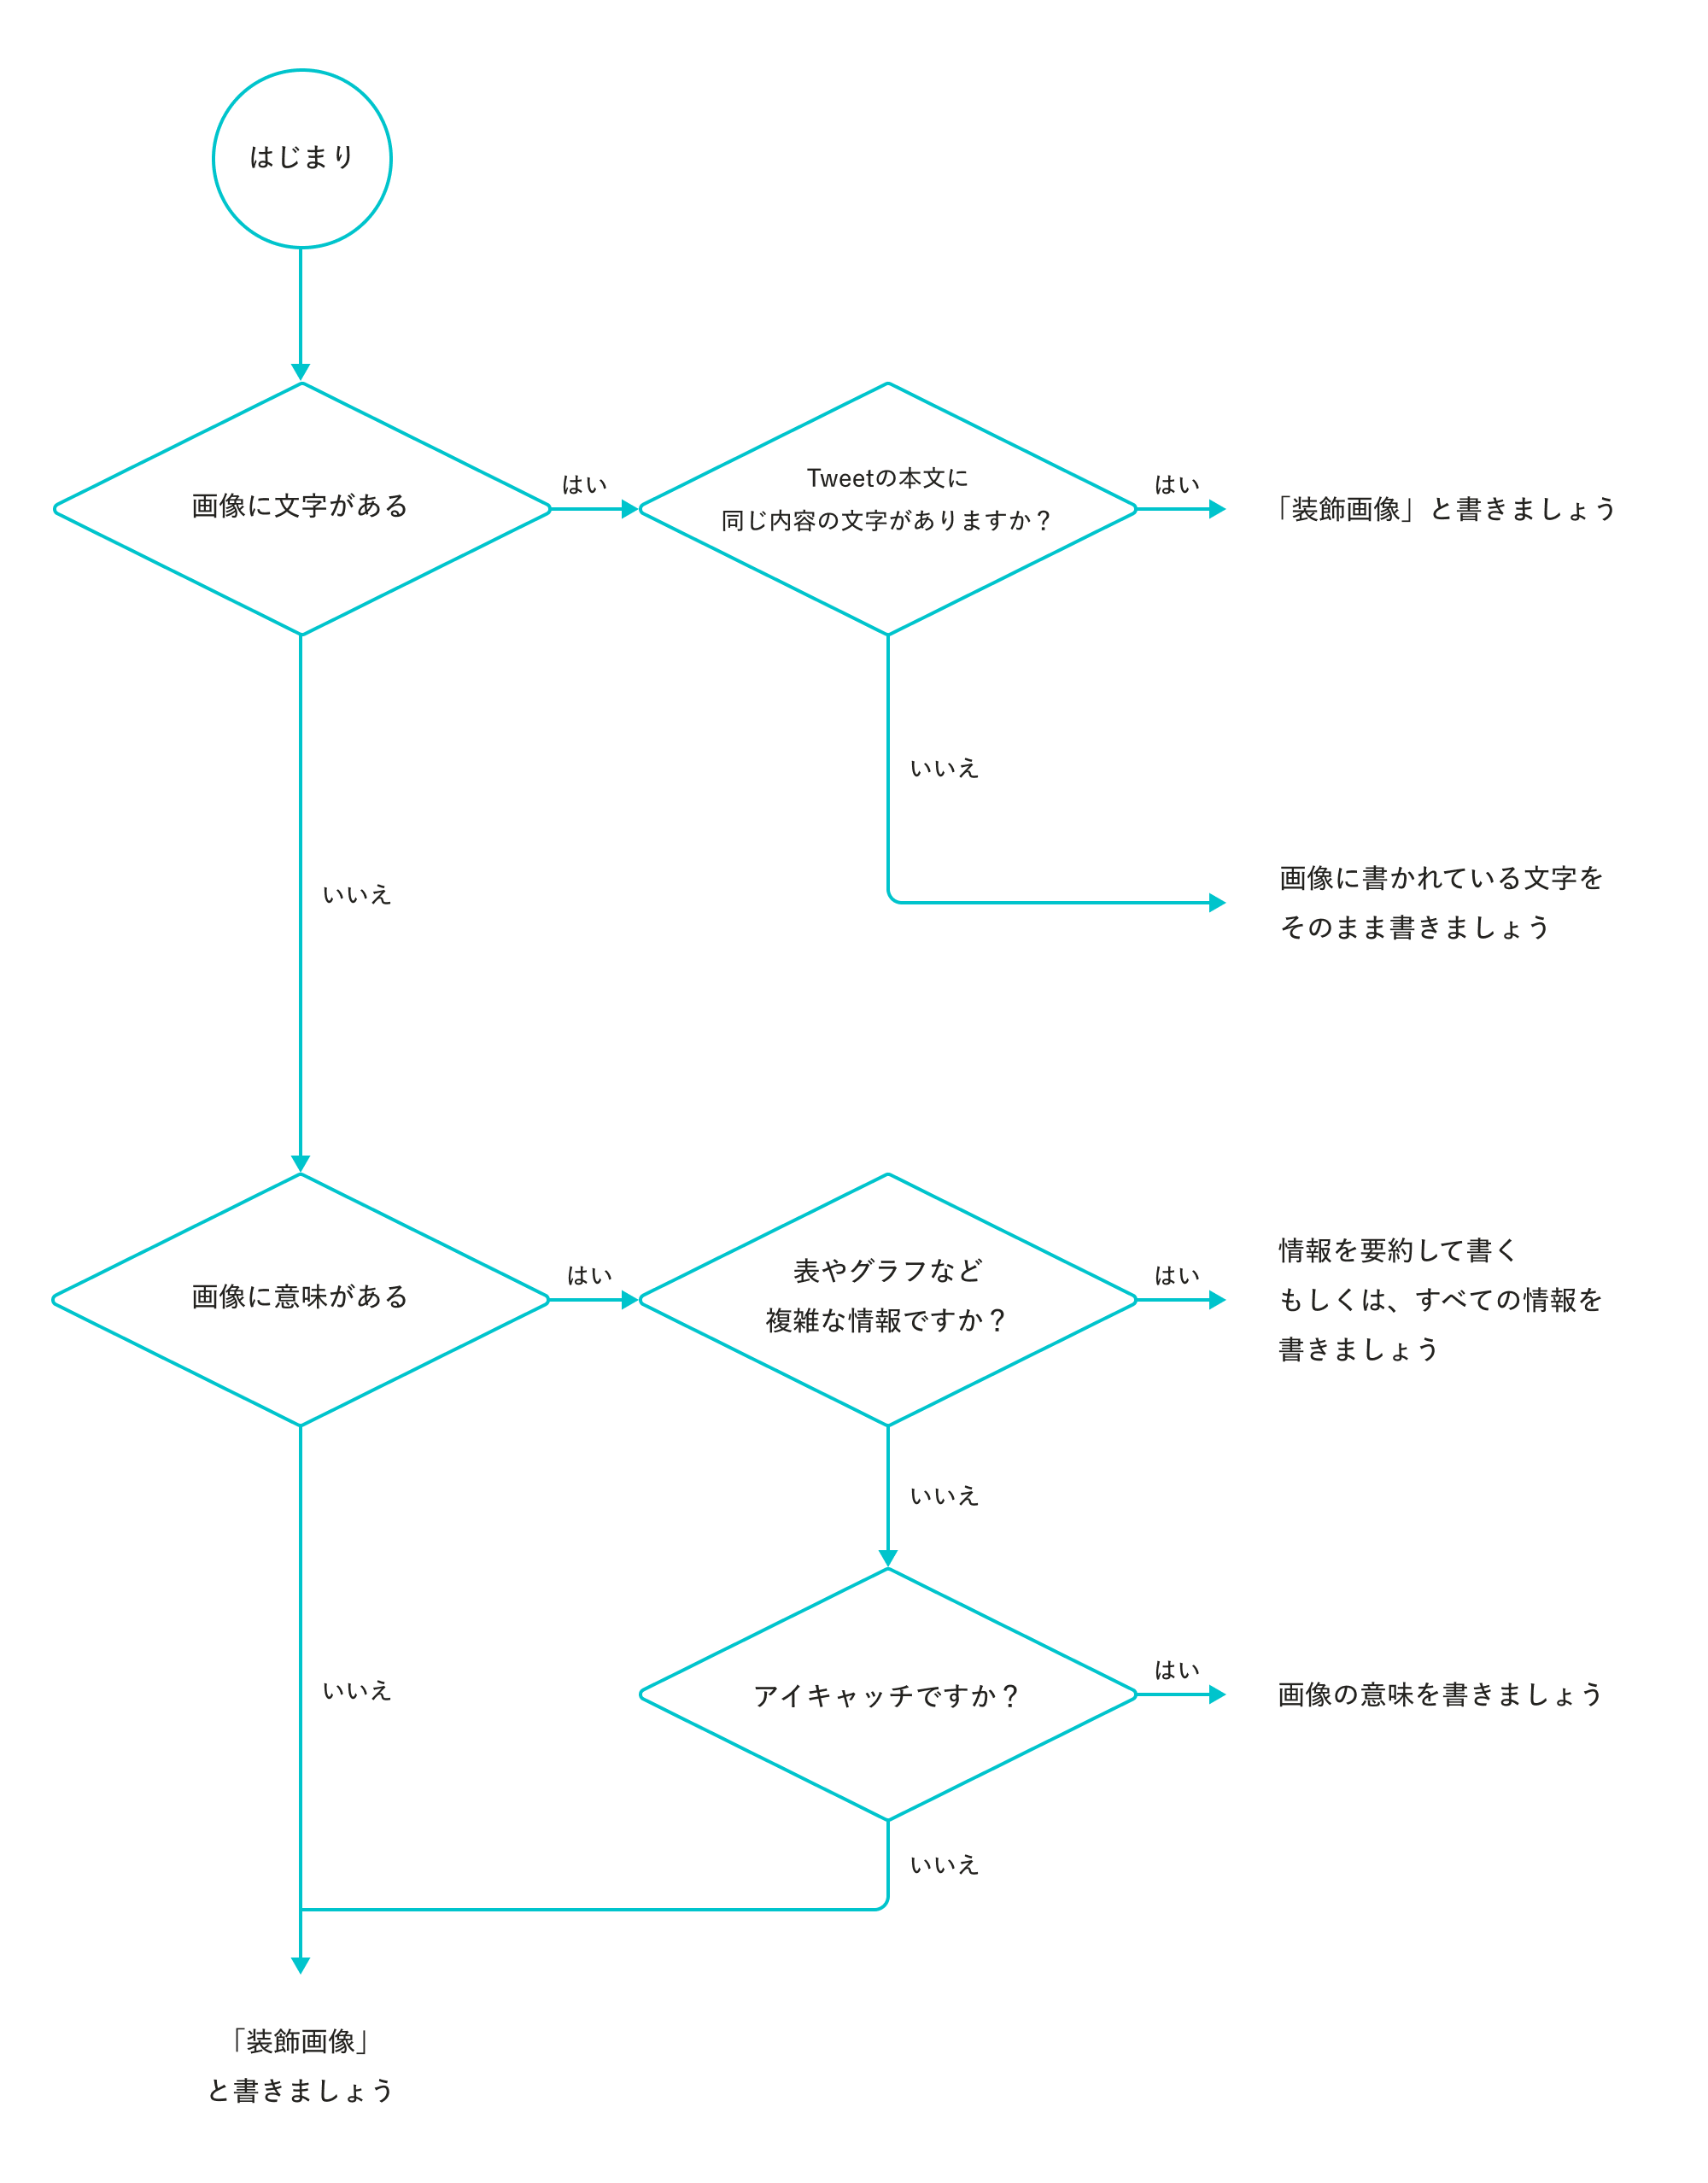 はじまり
画像に文字がある
はい
Tweetの本文に
同じ内容の文字がありますか？
はい
「装飾画像」と書きましょう
いいえ
画像に書かれている文字を
そのまま書きましょう
いいえ
画像に意味がある
はい
表やグラフなど
複雑な情報ですか？
はい
情報を要約して書く
もしくは、すべての情報を
書きましょう
いいえ
アイキャッチですか？
はい
画像の意味を書きましょう
いいえ
いいえ
「装飾画像」
と書きましょう